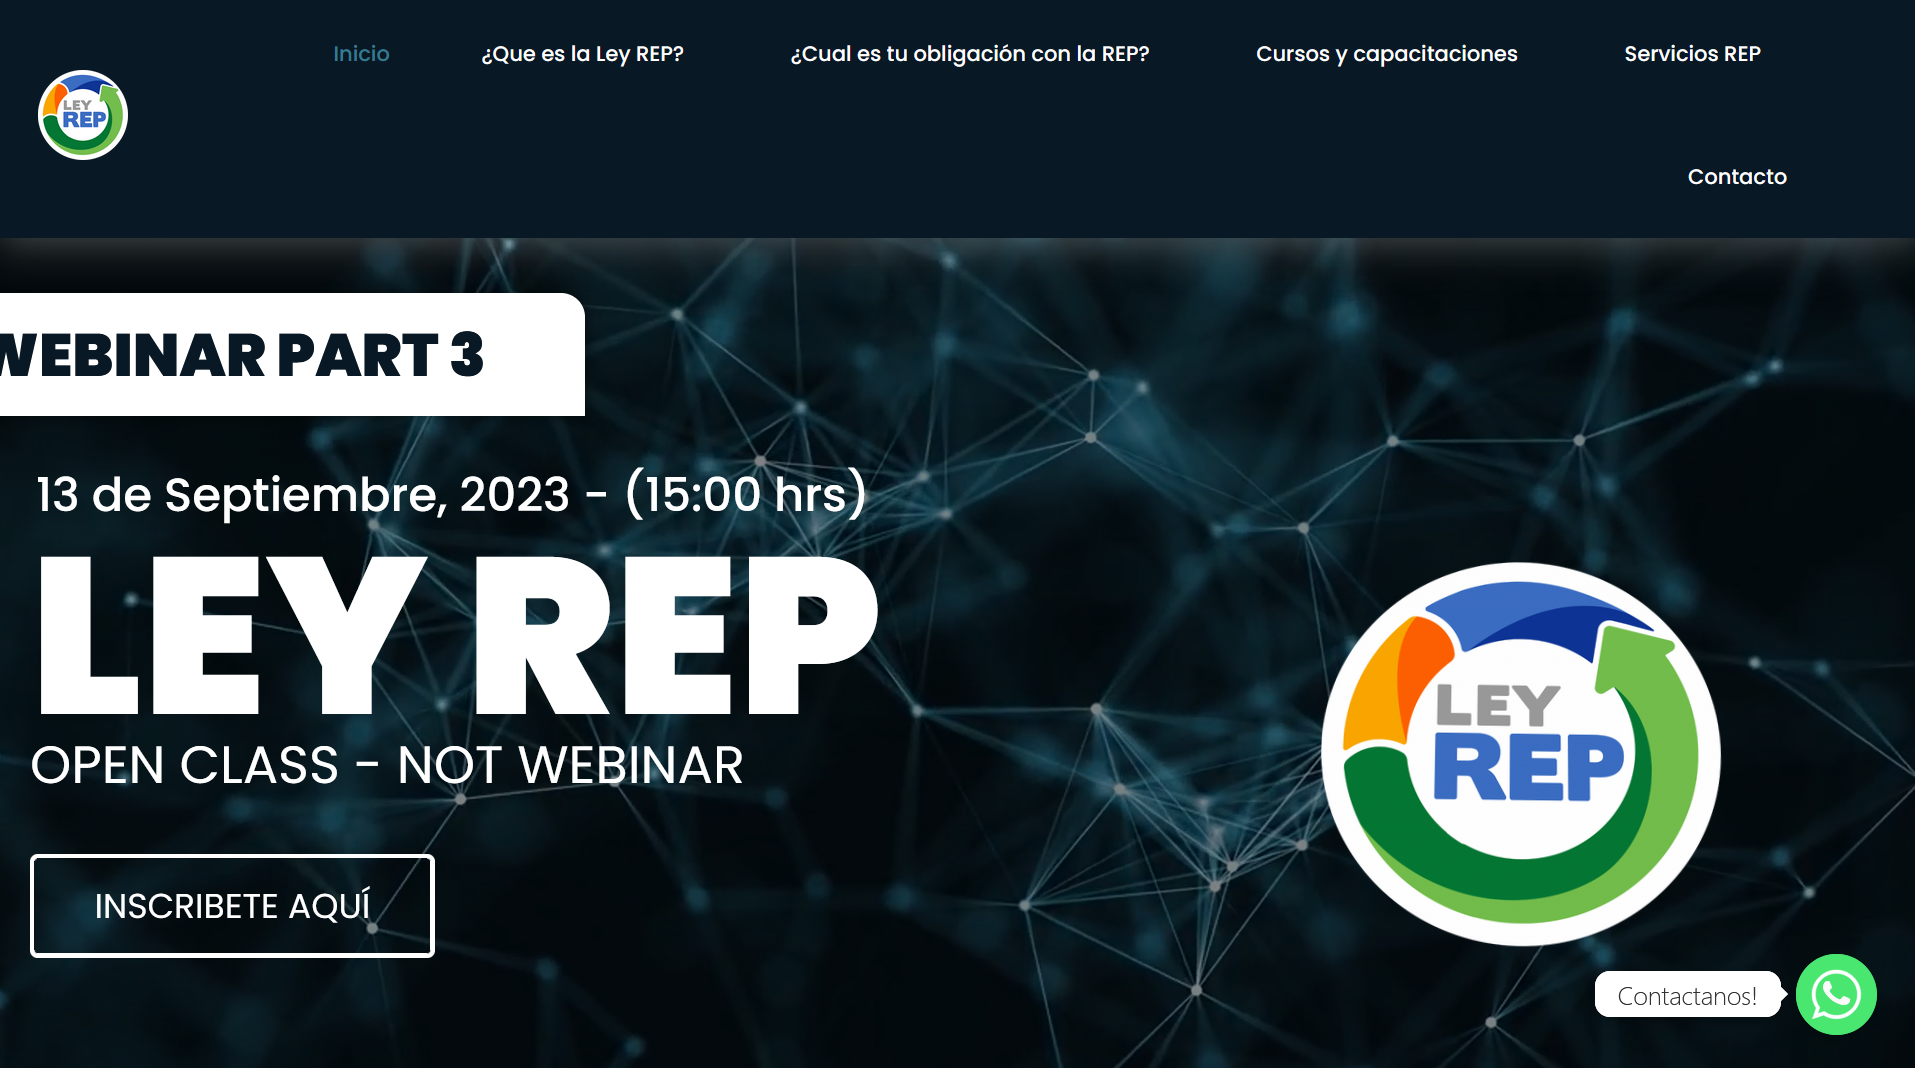 Inicio ¿Que es la Ley REP? ¿Cual es tu obligación con la REP? Cursos y capacitaciones Servicios REP
LEY
REP
Contacto
WEBINAR PART 3
13 de Septiembre, 2023 - (15:00 hrs)
LEY REP
OPEN CLASS - NOT WEBINAR
LEY
REP
INSCRIBETE AQUÍ
Contactanos!